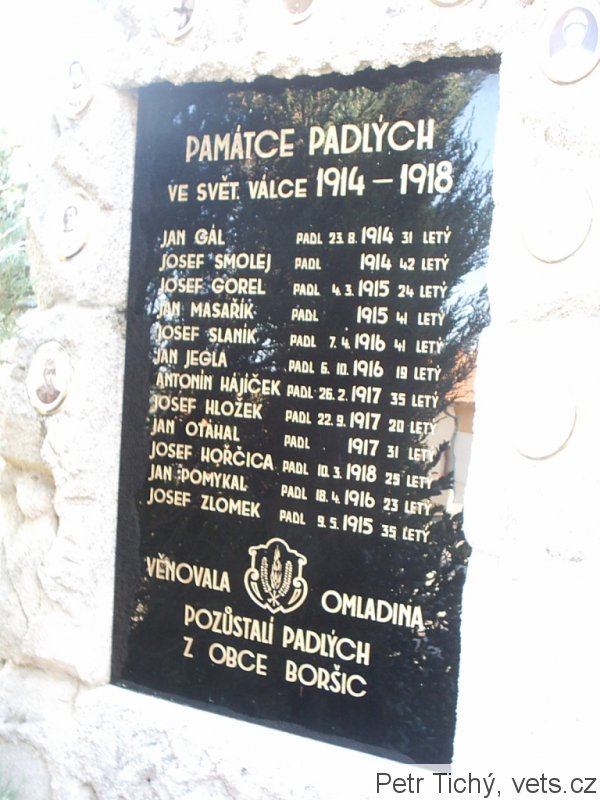 PAMÁTCE PADLÝCH
VE SVĚT. VÁLCE 1914 – 1918
JAN GÁL PADL 23. 8. 1914 31 LETÝ
JOSEF SMOLEJ PADL 1914 42 LETÝ
JOSEF GOREL PADL 4. 3. 1915 24 LETÝ
JAN MASAŘÍK PADL 1915 41 LETÝ
JOSEF SLANÍK PADL 7. 4. 1916 41 LETÝ
JAN JEGLA PADL 6. 10. 1916 19 LETÝ
ANTONÍN HÁJÍČEK PADL 26. 2. 1917 35 LETÝ
JOSEF HLOŽEK PADL 22. 9. 1917 20 LETÝ
JAN OTÁHAL PADL 1917 31 LETÝ
JOSEF HOŘČICA PADL 10. 3. 1918 25 LETÝ
JAN POMYKAL PADL 18. 4. 1916 23 LETÝ
JOSEF ZLOMEK PADL 9. 5. 1915 35 LETÝ
VĚNOVALA OMLADINA
POZŮSTALÍ PADLÝCH
Z OBCE BORŠIC
Petr Tichý, vets.cz